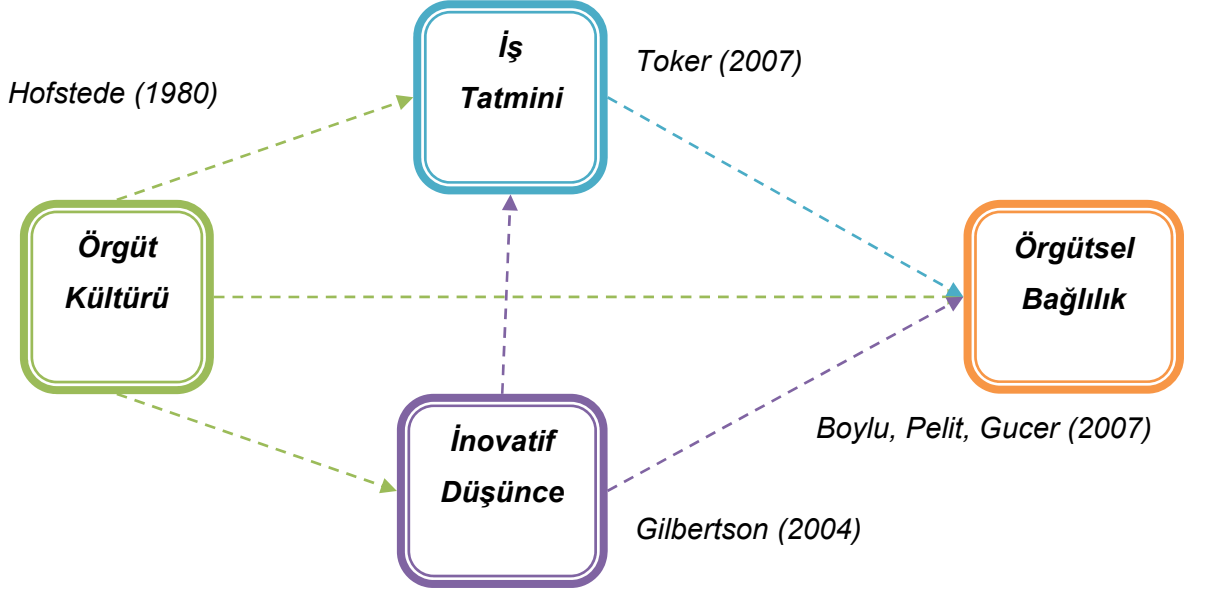 İş
Tatmini
Toker (2007)
Hofstede (1980)
Örgüt
Kültürü
Örgütsel
Bağlılık
Boylu, Pelit, Gucer (2007)
İnovatif
Düşünce
Gilbertson (2004)